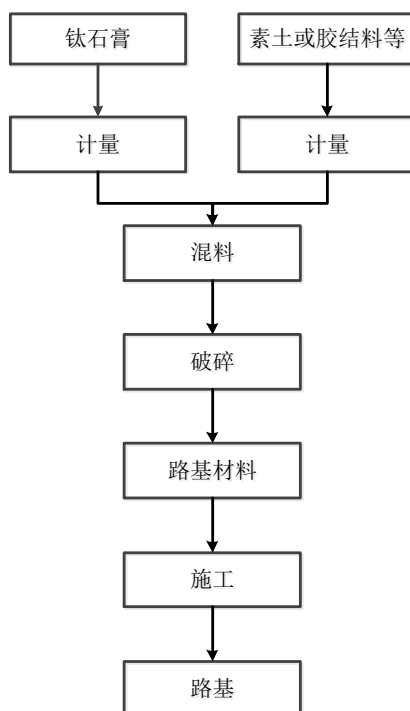 钛石膏
素土或胶结料等
计量
计量
混料
破碎
路基材料
施工
路基